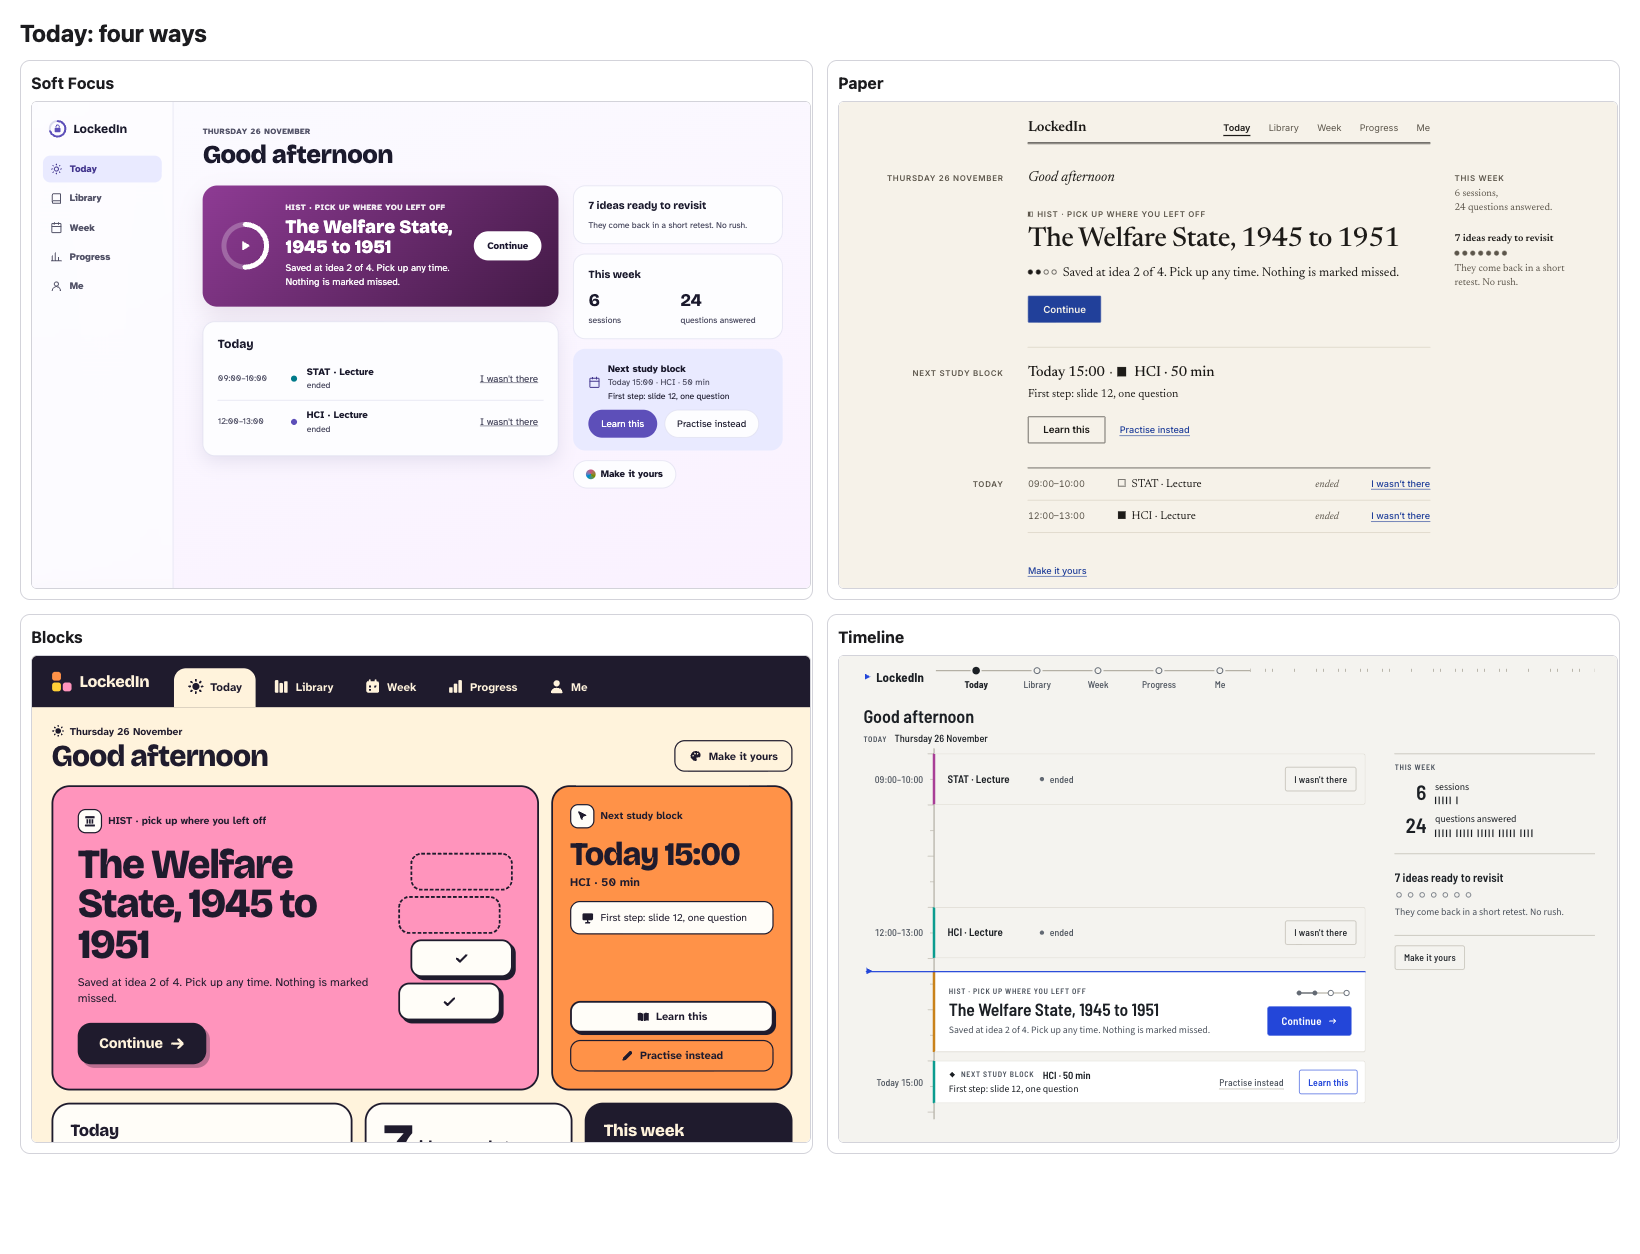 Today: four ways
Soft Focus
LockedIn
Today
Library
Week
Progress
Me
THURSDAY 26 NOVEMBER
Good afternoon
HIST · PICK UP WHERE YOU LEFT OFF
The Welfare State,
1945 to 1951
Saved at idea 2 of 4. Pick up any time.
Nothing is marked missed.
Continue
Today
09:00–10:00
STAT · Lecture
ended
I wasn't there
12:00–13:00
HCI · Lecture
ended
I wasn't there
7 ideas ready to revisit
They come back in a short retest. No rush.
This week
6
sessions
24
questions answered
Next study block
Today 15:00 · HCI · 50 min
First step: slide 12, one question
Learn this
Practise instead
Make it yours
Paper
LockedIn
Today
Library
Week
Progress
Me
THURSDAY 26 NOVEMBER
Good afternoon
HIST · PICK UP WHERE YOU LEFT OFF
The Welfare State, 1945 to 1951
Saved at idea 2 of 4. Pick up any time. Nothing is marked missed.
Continue
THIS WEEK
6 sessions,
24 questions answered.
7 ideas ready to revisit
They come back in a short
retest. No rush.
NEXT STUDY BLOCK
Today 15:00 · HCI · 50 min
First step: slide 12, one question
Learn this
Practise instead
TODAY
09:00–10:00
STAT · Lecture
ended
I wasn't there
12:00–13:00
HCI · Lecture
ended
I wasn't there
Make it yours
Blocks
LockedIn
Today
Library
Week
Progress
Me
Thursday 26 November
Good afternoon
Make it yours
HIST · pick up where you left off
The Welfare
State, 1945 to
1951
Saved at idea 2 of 4. Pick up any time. Nothing is marked
missed.
Continue
Next study block
Today 15:00
HCI · 50 min
First step: slide 12, one question
Learn this
Practise instead
Today
7
This week
Timeline
LockedIn
Today
Library
Week
Progress
Me
Good afternoon
TODAY Thursday 26 November
09:00–10:00
STAT · Lecture
ended
I wasn't there
12:00–13:00
HCI · Lecture
ended
I wasn't there
HIST · PICK UP WHERE YOU LEFT OFF
The Welfare State, 1945 to 1951
Saved at idea 2 of 4. Pick up any time. Nothing is marked missed.
Continue
Today 15:00
NEXT STUDY BLOCK HCI · 50 min
First step: slide 12, one question
Practise instead
Learn this
THIS WEEK
6
sessions
24
questions answered
7 ideas ready to revisit
They come back in a short retest. No rush.
Make it yours